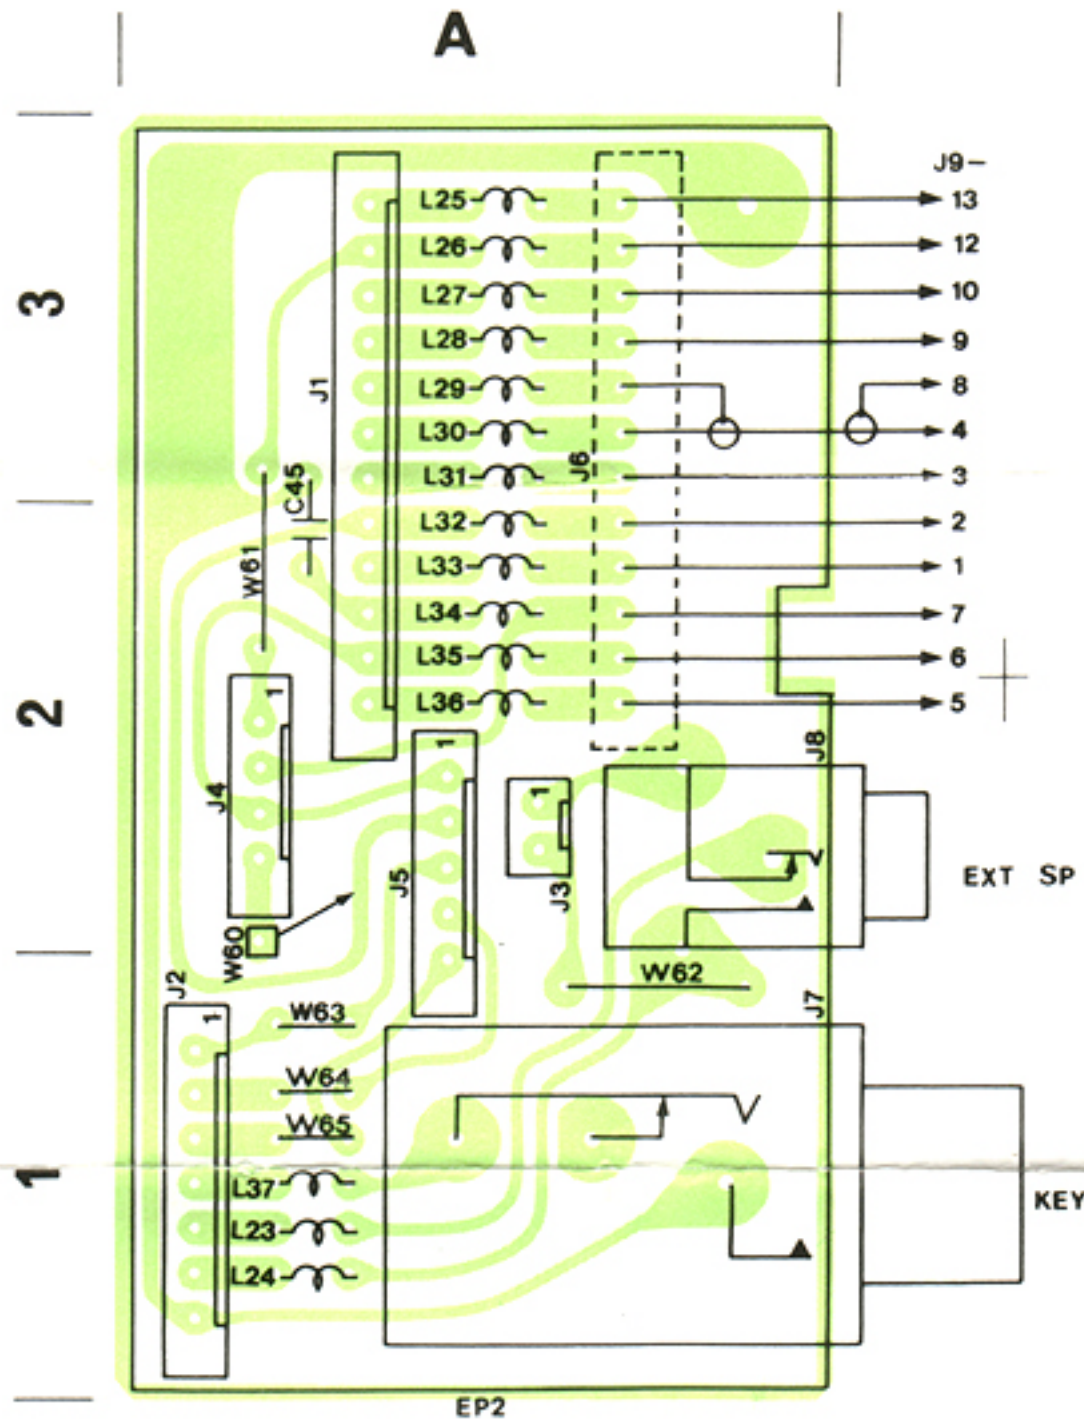 A
J9-
L25 13
L26 12
3
L27 10
L28 9
J1
L29 8
L30 4
J6
C45
L31 3
L32 2
W61
L33 1
L34 7
L35 6
2
1
L36 5
J8
1
J4
1
J5
J3
EXT SP
W60
W62
J2
J7
1
W63
W64
W65
1
L37
KEY
L23
L24
EP2